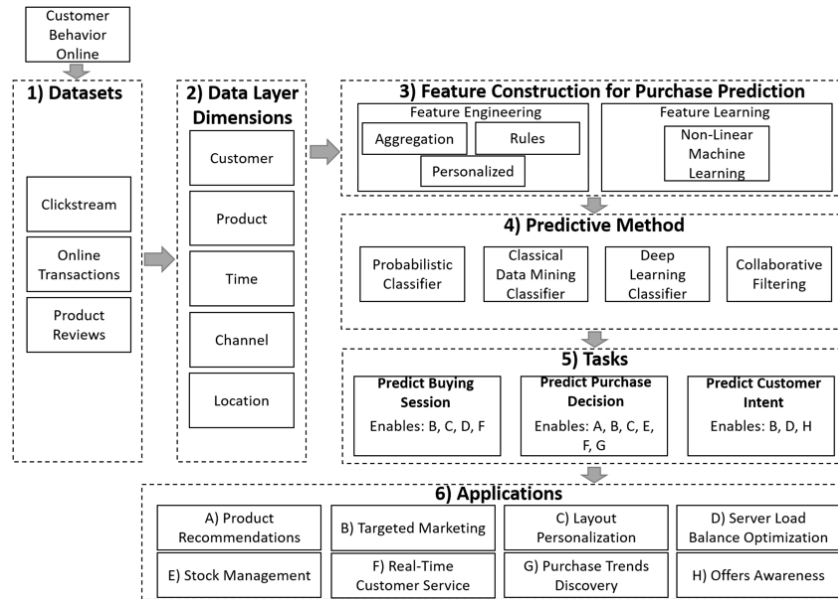 Customer
Behavior
Online
1) Datasets
Clickstream
Online
Transactions
Product
Reviews
2) Data Layer
Dimensions
Customer
Product
Time
Channel
Location
3) Feature Construction for Purchase Prediction
Feature Engineering
Aggregation
Rules
Personalized
Feature Learning
Non-Linear
Machine
Learning
4) Predictive Method
Probabilistic
Classifier
Classical
Data Mining
Classifier
Deep
Learning
Classifier
Collaborative
Filtering
5) Tasks
Predict Buying
Session
Enables: B, C, D, F
Predict Purchase
Decision
Enables: A, B, C, E,
F, G
Predict Customer
Intent
Enables: B, D, H
6) Applications
A) Product
Recommendations
B) Targeted Marketing
C) Layout
Personalization
D) Server Load
Balance Optimization
E) Stock Management
F) Real-Time
Customer Service
G) Purchase Trends
Discovery
H) Offers Awareness